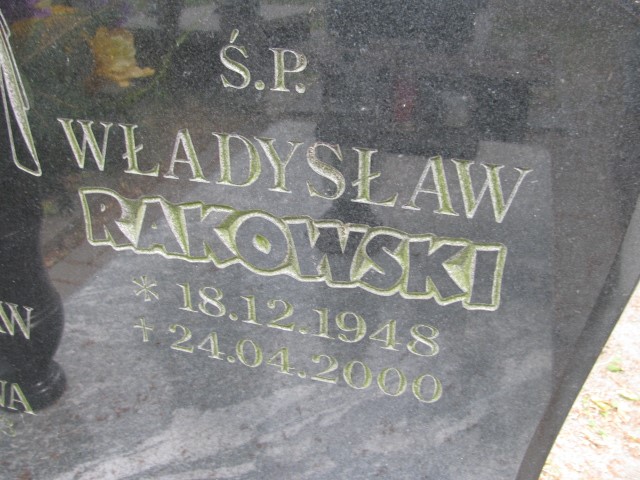 Ś.P.
WŁADYSŁAW
RAKOWSKI
* 18.12.1948
† 24.04.2000